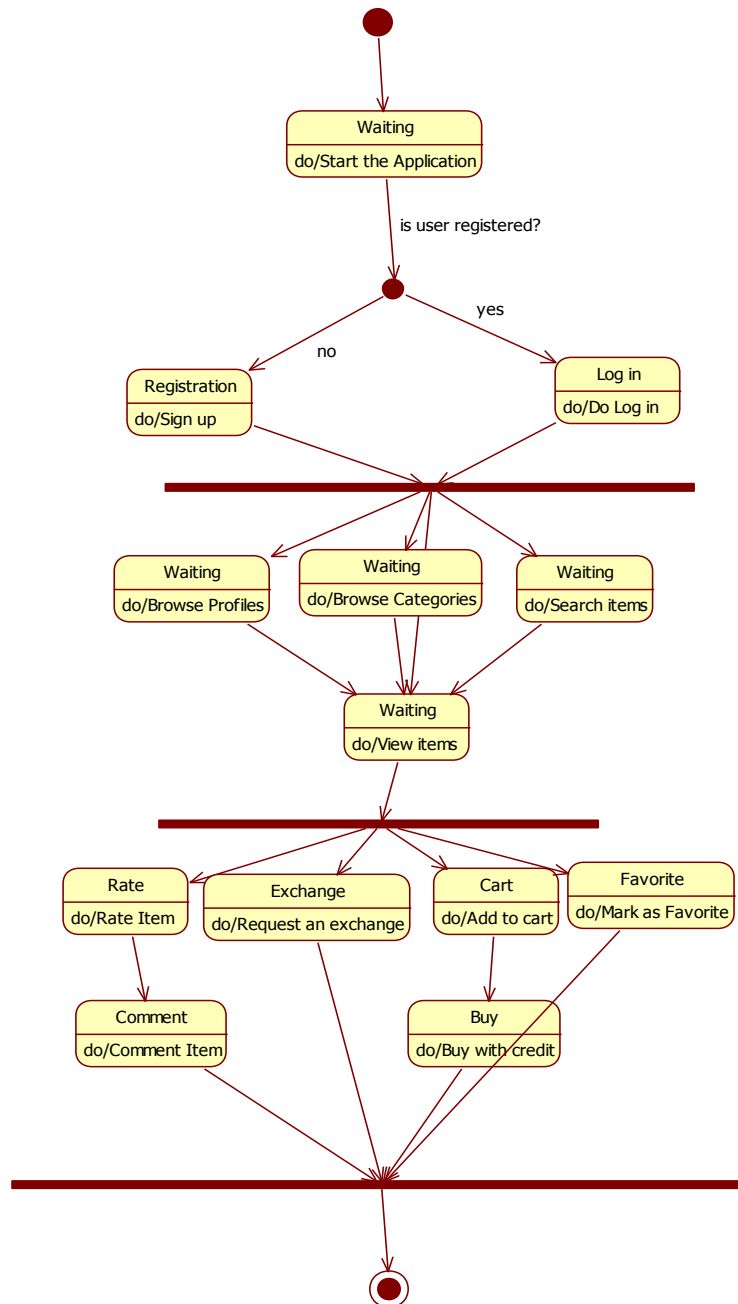 Waiting
do/Start the Application
is user registered?
yes
no
Registration
do/Sign up
Log in
do/Do Log in
Waiting
do/Browse Profiles
Waiting
do/Browse Categories
Waiting
do/Search items
Waiting
do/View items
Rate
do/Rate Item
Exchange
do/Request an exchange
Cart
do/Add to cart
Favorite
do/Mark as Favorite
Comment
do/Comment Item
Buy
do/Buy with credit